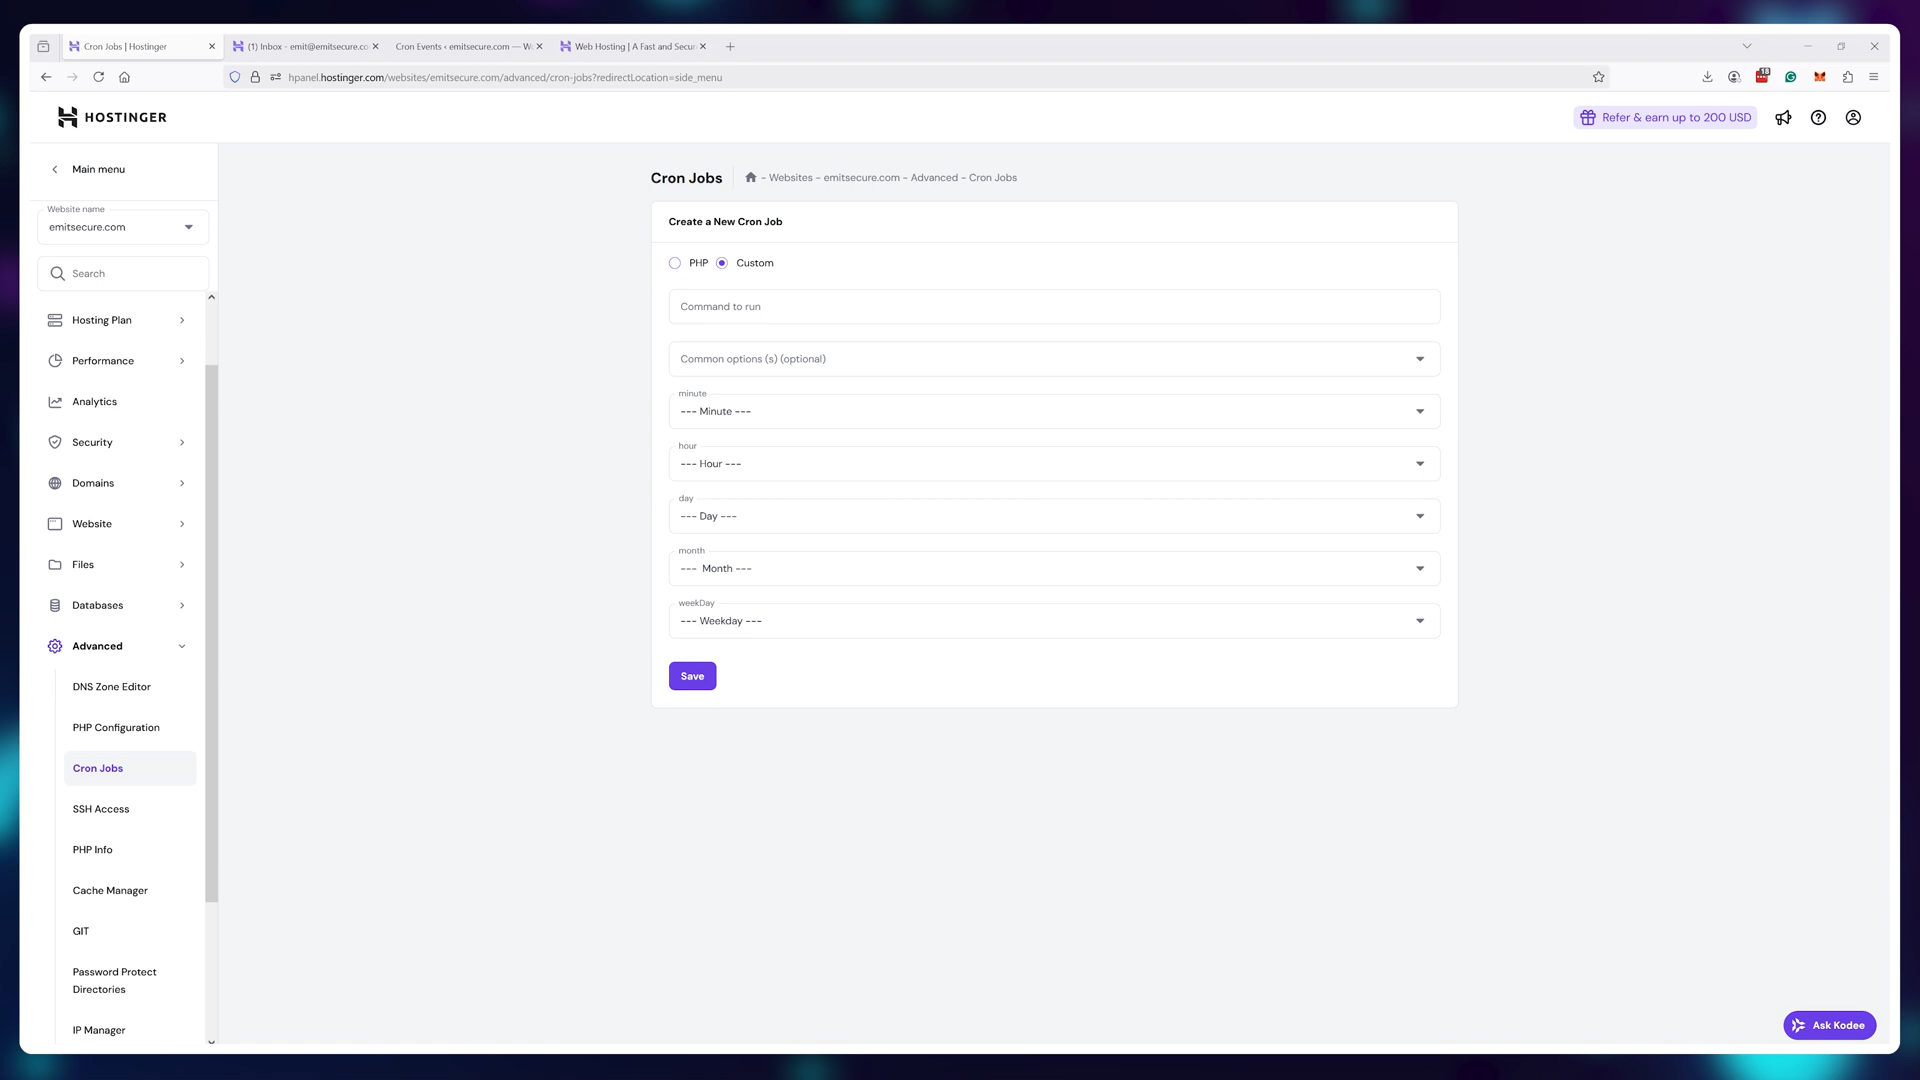 Cron Jobs | Hostinger
(1) Inbox - emit@emitsecure.co
Cron Events ‹ emitsecure.com — W
Web Hosting | A Fast and Secu
hpanel.hostinger.com/websites/emitsecure.com/advanced/cron-jobs?redirectLocation=side_menu
18
HOSTINGER
Refer & earn up to 200 USD
Main menu
Website name
emitsecure.com
Search
Hosting Plan
Performance
Analytics
Security
Domains
Website
Files
Databases
Advanced
DNS Zone Editor
PHP Configuration
Cron Jobs
SSH Access
PHP Info
Cache Manager
GIT
Password Protect
Directories
IP Manager
Cron Jobs
- Websites - emitsecure.com - Advanced - Cron Jobs
Create a New Cron Job
PHP
Custom
Command to run
Common options (s) (optional)
minute
--- Minute ---
hour
--- Hour ---
day
--- Day ---
month
--- Month ---
weekDay
--- Weekday ---
Save
Ask Kodee